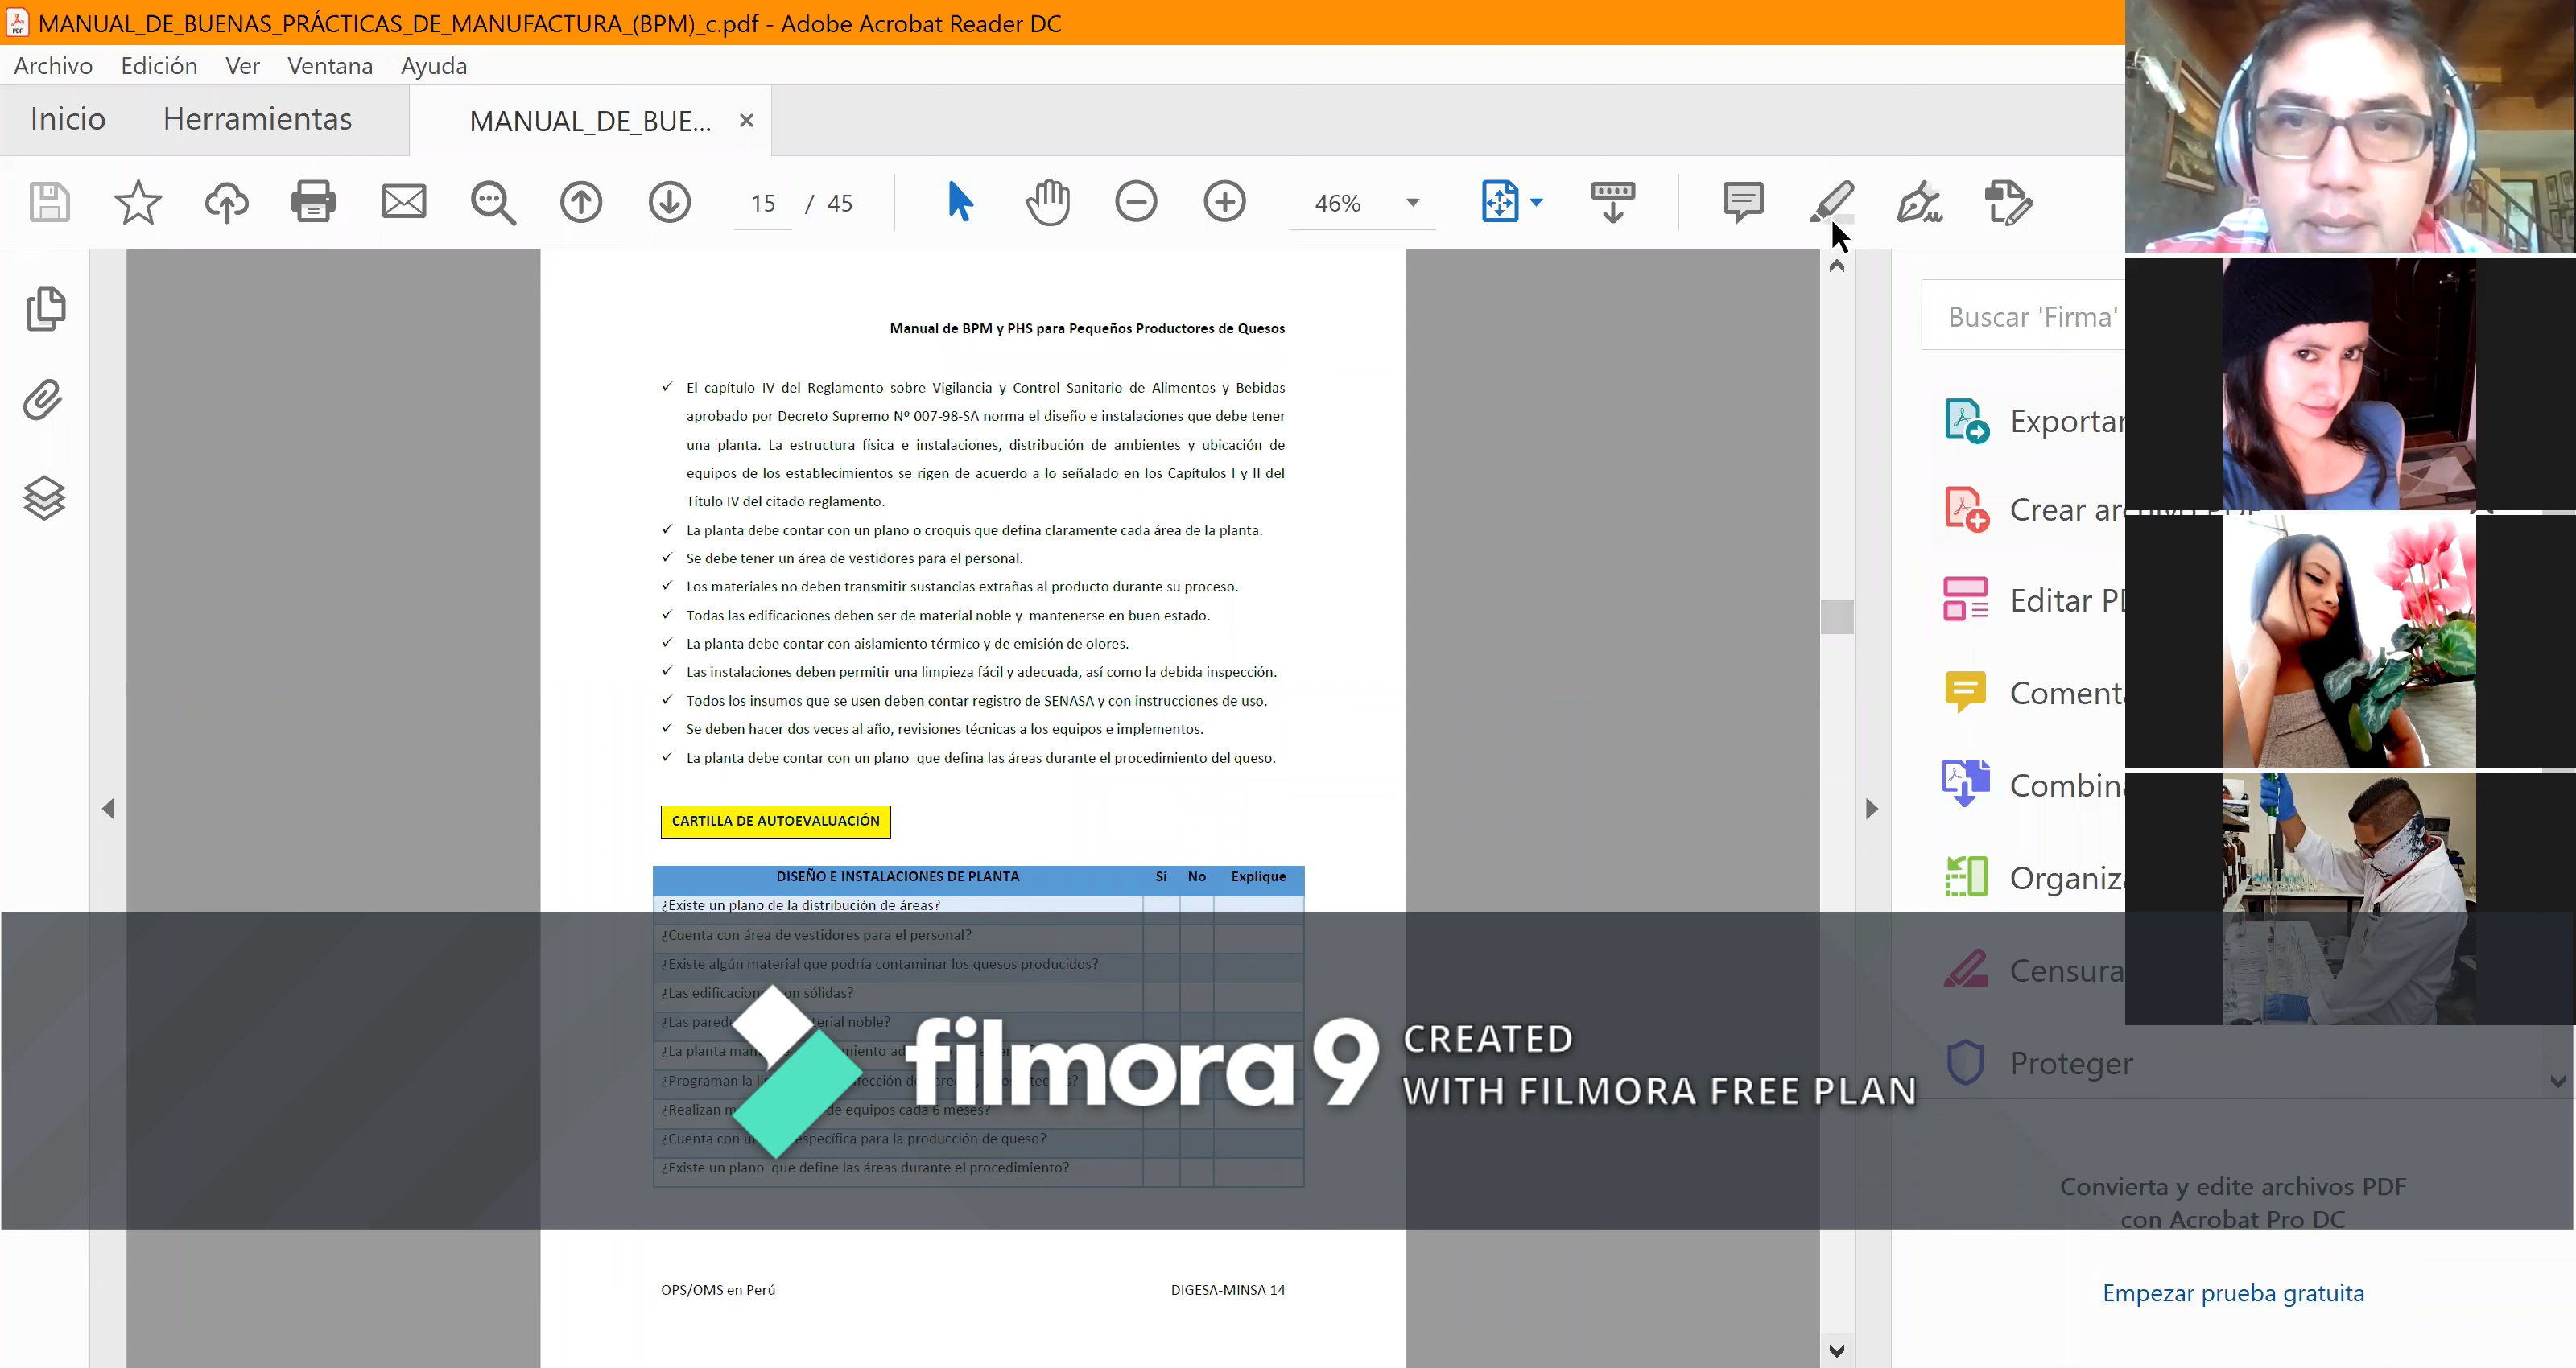 MANUAL_DE_BUENAS_PRÁCTICAS_DE_MANUFACTURA_(BPM)_c.pdf - Adobe Acrobat Reader DC
Archivo Edición Ver Ventana Ayuda
Inicio Herramientas MANUAL_DE_BUE... ×
15 / 45 46%
Buscar 'Firma'
Exportar
Crear ar
Editar P
Coment
Combin
Organiz
Censura
Proteger
Convierta y edite archivos PDF
con Acrobat Pro DC
Empezar prueba gratuita
Manual de BPM y PHS para Pequeños Productores de Quesos
✓ El capítulo IV del Reglamento sobre Vigilancia y Control Sanitario de Alimentos y Bebidas
aprobado por Decreto Supremo Nº 007-98-SA norma el diseño e instalaciones que debe tener
una planta. La estructura física e instalaciones, distribución de ambientes y ubicación de
equipos de los establecimientos se rigen de acuerdo a lo señalado en los Capítulos I y II del
Título IV del citado reglamento.
✓ La planta debe contar con un plano o croquis que defina claramente cada área de la planta.
✓ Se debe tener un área de vestidores para el personal.
✓ Los materiales no deben transmitir sustancias extrañas al producto durante su proceso.
✓ Todas las edificaciones deben ser de material noble y mantenerse en buen estado.
✓ La planta debe contar con aislamiento térmico y de emisión de olores.
✓ Las instalaciones deben permitir una limpieza fácil y adecuada, así como la debida inspección.
✓ Todos los insumos que se usen deben contar registro de SENASA y con instrucciones de uso.
✓ Se deben hacer dos veces al año, revisiones técnicas a los equipos e implementos.
✓ La planta debe contar con un plano que defina las áreas durante el procedimiento del queso.
CARTILLA DE AUTOEVALUACIÓN
DISEÑO E INSTALACIONES DE PLANTA Si No Explique
¿Existe un plano de la distribución de áreas?
¿Cuenta con área de vestidores para el personal?
¿Existe algún material que podría contaminar los quesos producidos?
¿Las edificacion on sólidas?
¿Las pared terial noble?
¿La planta man miento ad
¿Programan la li
¿Realizan m de equipos cada 6 meses?
¿Cuenta con u específica para la producción de queso?
¿Existe un plano que define las áreas durante el procedimiento?
filmora9 CREATED
WITH FILMORA FREE PLAN
OPS/OMS en Perú DIGESA-MINSA 14